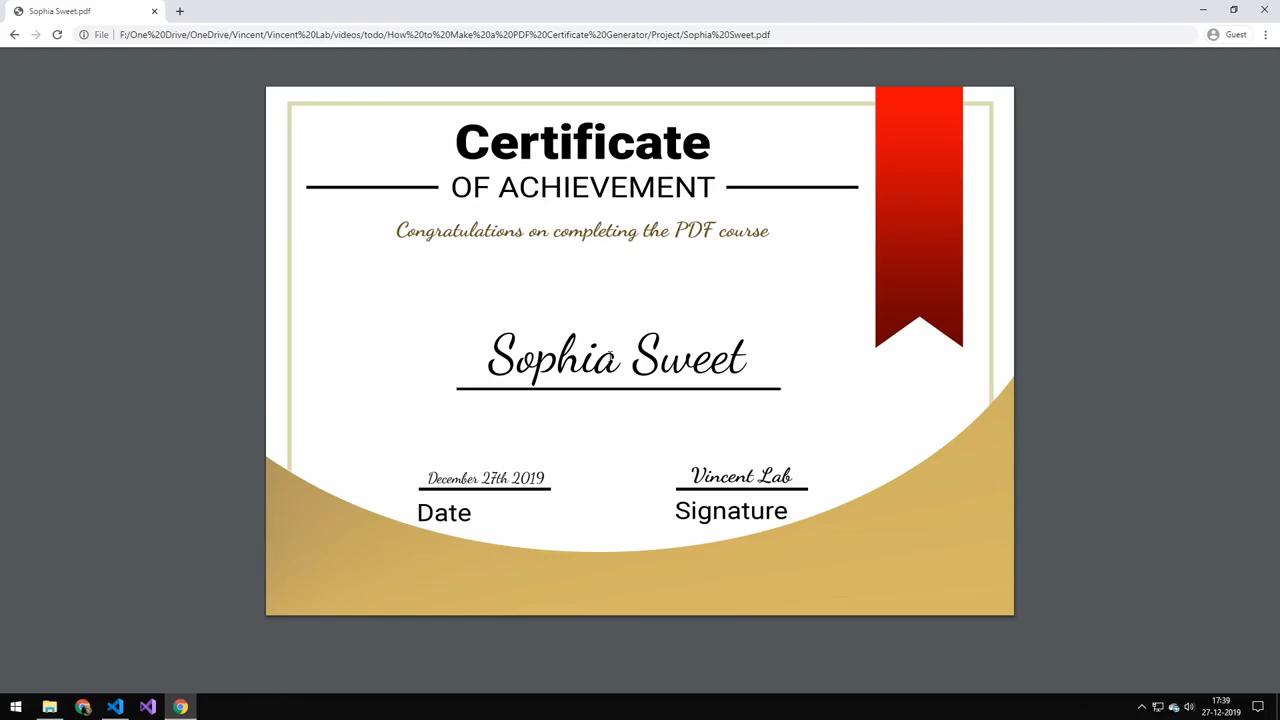 Sophia Sweet.pdf
File
F:/One%20Drive/OneDrive/Vincent/Vincent%20Lab/videos/todo/How%20to%20Make%20a%20PDF%20Certificate%20Generator/Project/Sophia%20Sweet.pdf
Guest
Certificate
OF ACHIEVEMENT
Congratulations on completing the PDF course
Sophia Sweet
December 27th 2019
Vincent Lab
Date
Signature
17:39
27-12-2019